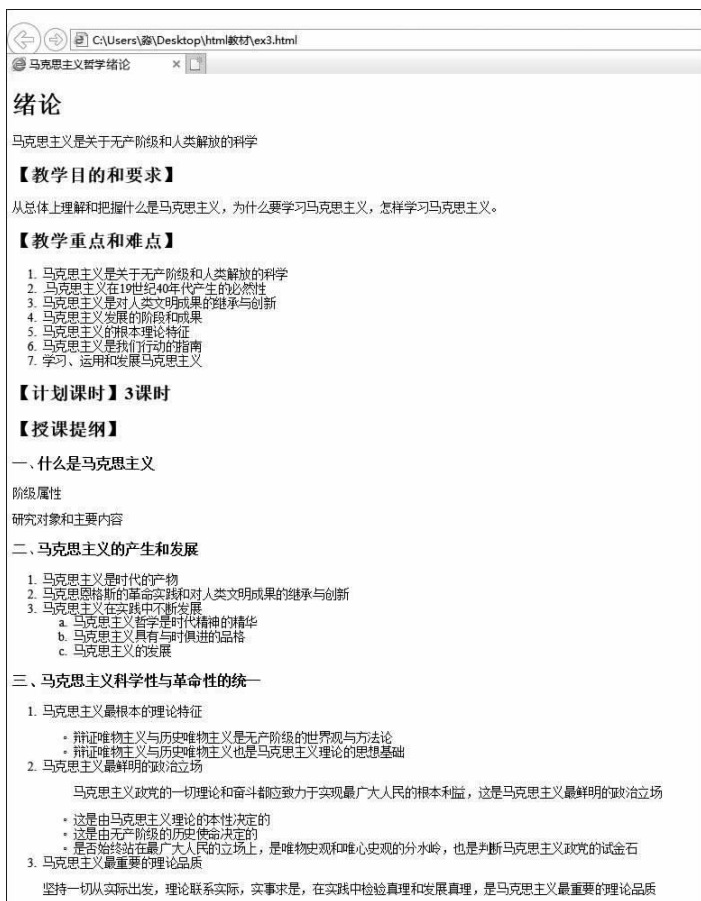 C:\Users\淼\Desktop\html教材\ex3.html
马克思主义哲学绪论
绪论
马克思主义是关于无产阶级和人类解放的科学
【教学目的和要求】
从总体上理解和把握什么是马克思主义，为什么要学习马克思主义，怎样学习马克思主义。
【教学重点和难点】
1. 马克思主义是关于无产阶级和人类解放的科学
2. 马克思主义在19世纪40年代产生的必然性
3. 马克思主义是对人类文明成果的继承与创新
4. 马克思主义发展的阶段和成果
5. 马克思主义的根本理论特征
6. 马克思主义是我们行动的指南
7. 学习、运用和发展马克思主义
【计划课时】3课时
【授课提纲】
一、什么是马克思主义
阶级属性
研究对象和主要内容
二、马克思主义的产生和发展
1. 马克思主义是时代的产物
2. 马克思恩格斯的革命实践和对人类文明成果的继承与创新
3. 马克思主义在实践中不断发展
a. 马克思主义哲学是时代精神的精华
b. 马克思主义具有与时俱进的品格
c. 马克思主义的发展
三、马克思主义科学性与革命性的统一
1. 马克思主义最根本的理论特征
◦ 辩证唯物主义与历史唯物主义是无产阶级的世界观与方法论
◦ 辩证唯物主义与历史唯物主义也是马克思主义理论的思想基础
2. 马克思主义最鲜明的政治立场
马克思主义政党的一切理论和奋斗都应致力于实现最广大人民的根本利益，这是马克思主义最鲜明的政治立场
◦ 这是由马克思主义理论的本性决定的
◦ 这是由无产阶级的历史使命决定的
◦ 是否始终站在最广大人民的立场上，是唯物史观和唯心史观的分水岭，也是判断马克思主义政党的试金石
3. 马克思主义最重要的理论品质
坚持一切从实际出发，理论联系实际，实事求是，在实践中检验真理和发展真理，是马克思主义最重要的理论品质